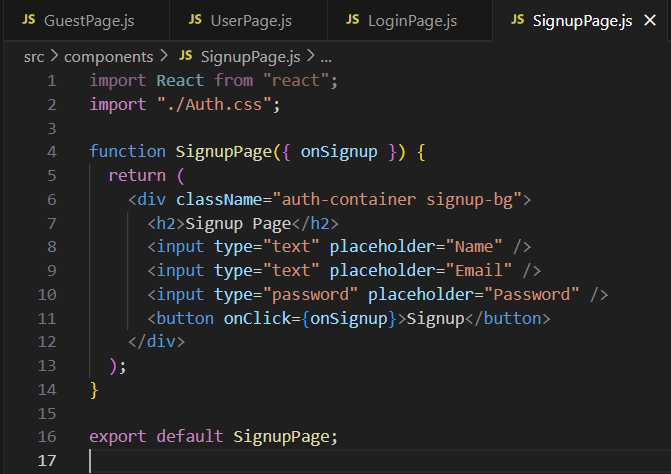 JS GuestPage.js JS UserPage.js JS LoginPage.js JS SignupPage.js ×
src > components > JS SignupPage.js > ...
1 import React from "react";
2 import "./Auth.css";
3
4 function SignupPage({ onSignup }) {
5   return (
6     <div className="auth-container signup-bg">
7       <h2>Signup Page</h2>
8       <input type="text" placeholder="Name" />
9       <input type="text" placeholder="Email" />
10       <input type="password" placeholder="Password" />
11       <button onClick={onSignup}>Signup</button>
12     </div>
13   );
14 }
15
16 export default SignupPage;
17